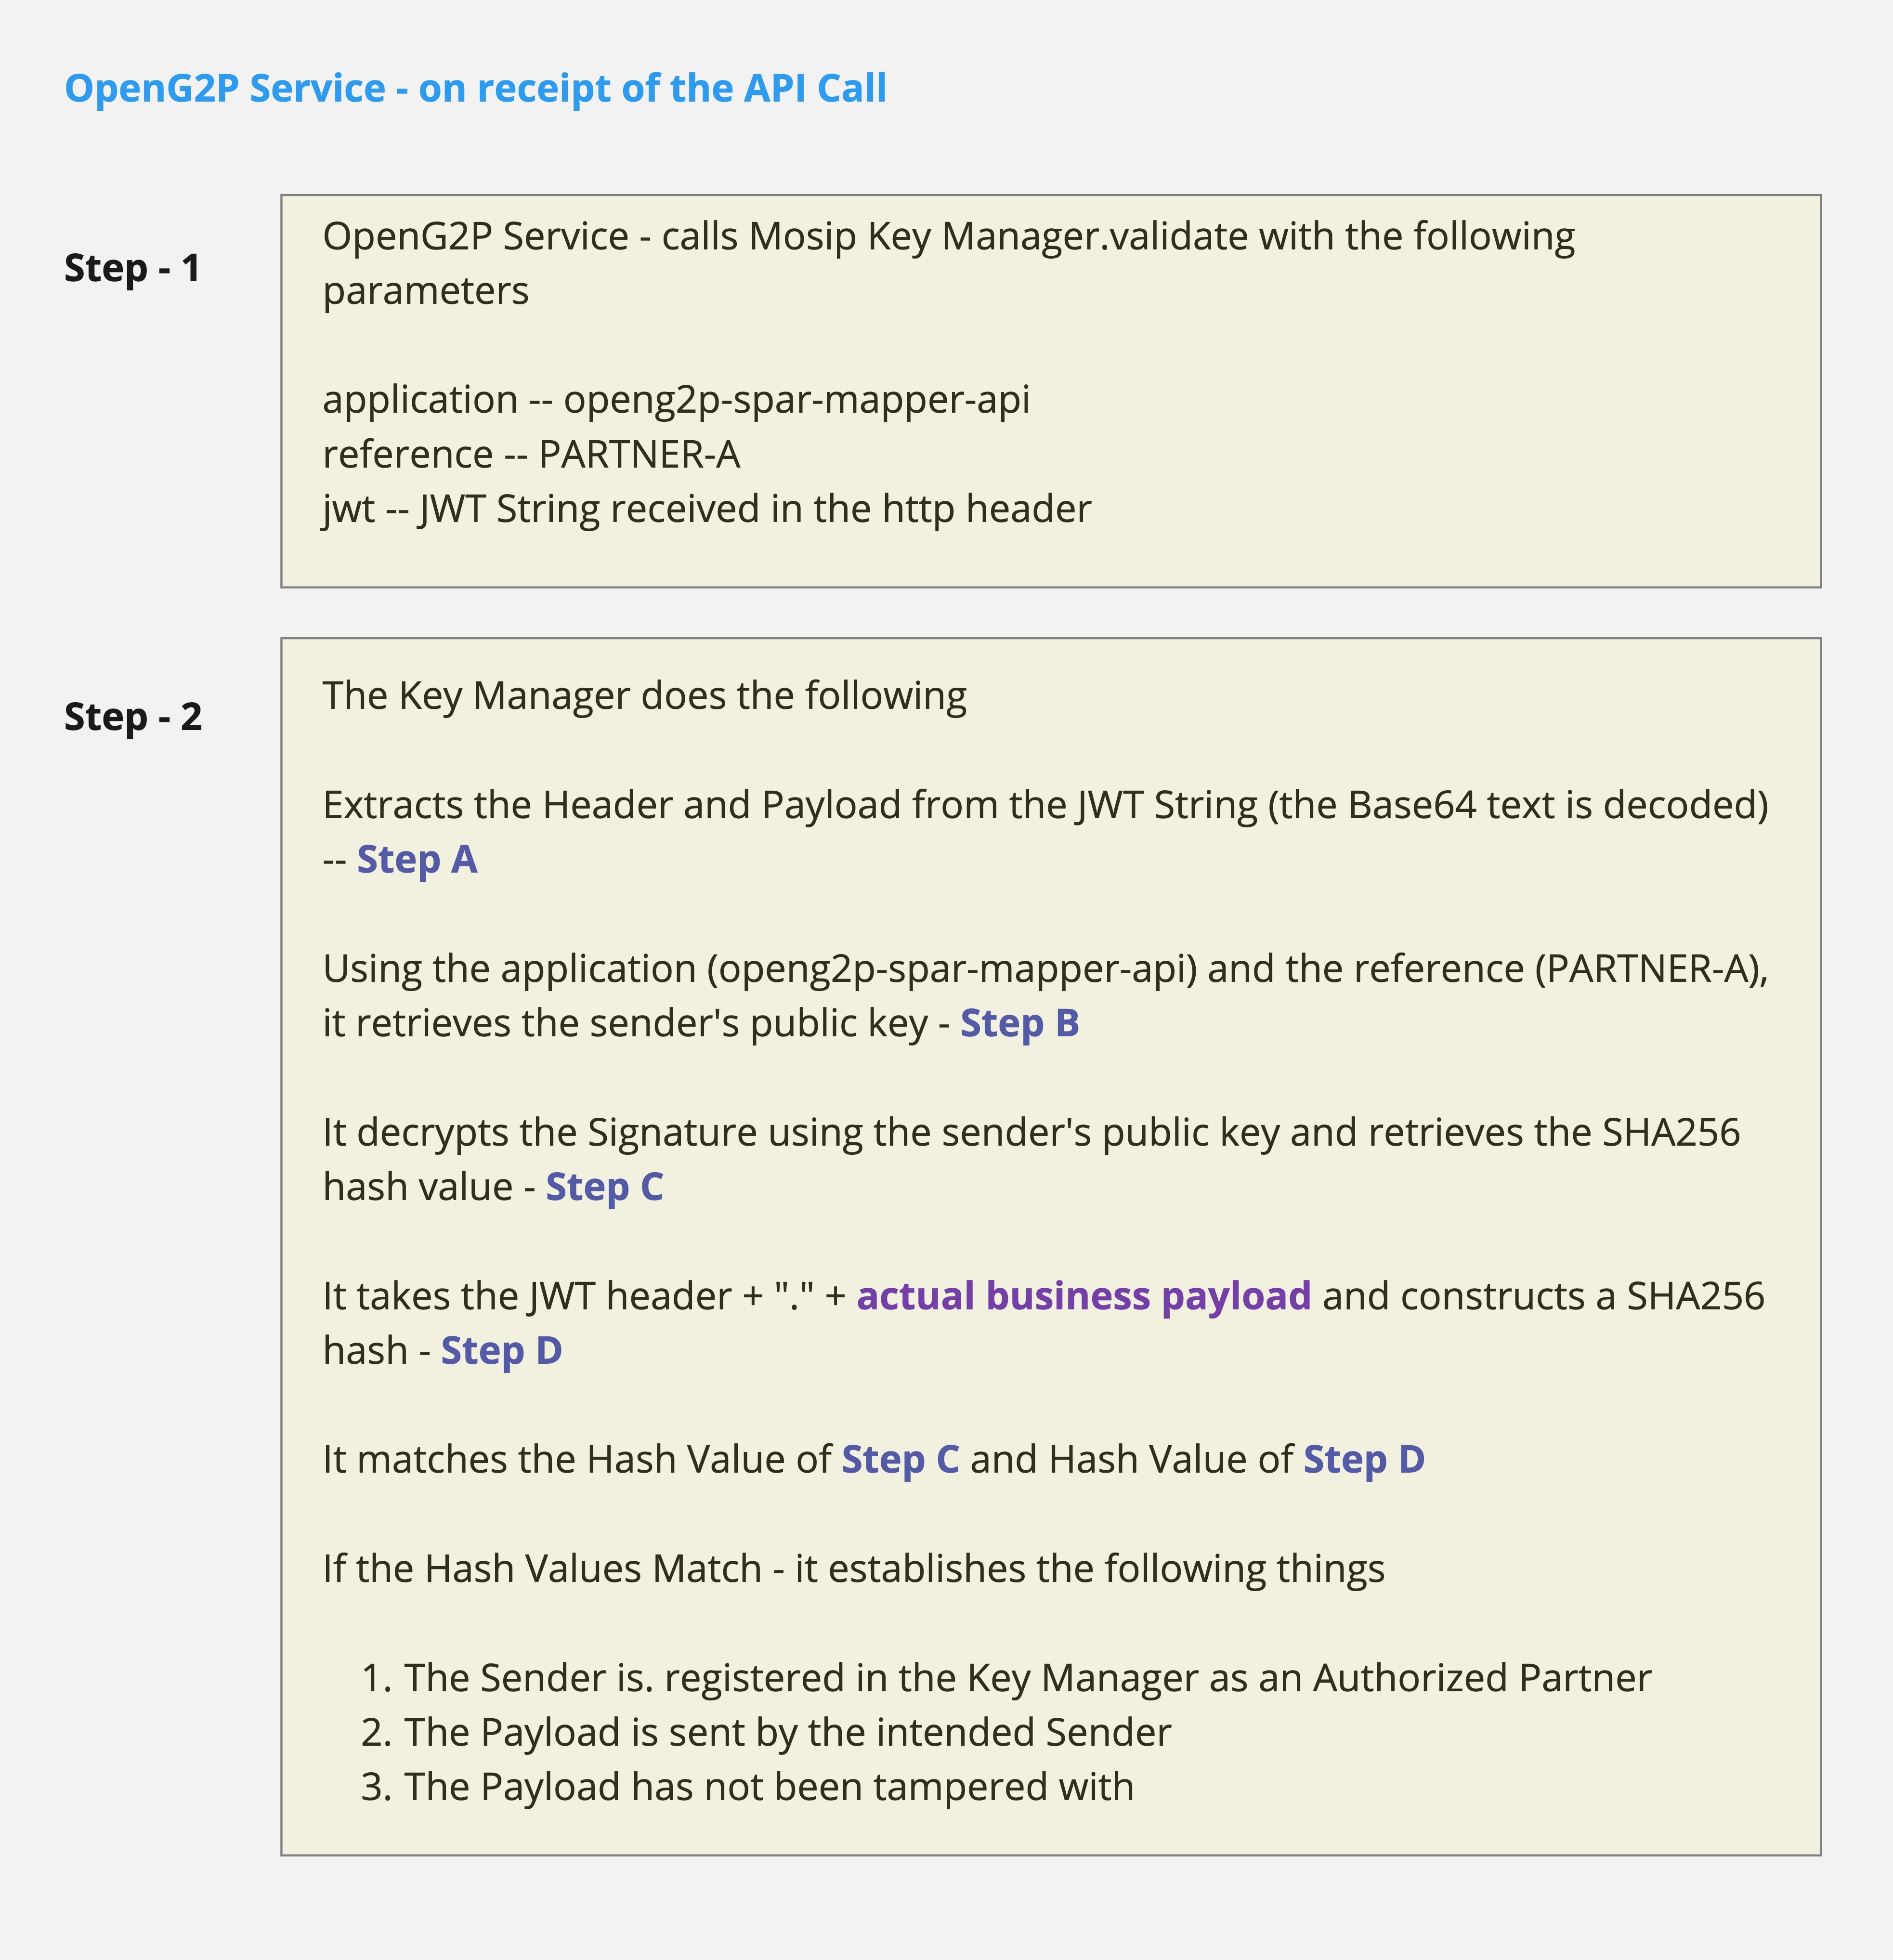 OpenG2P Service - on receipt of the API Call
Step - 1
OpenG2P Service - calls Mosip Key Manager.validate with the following
parameters
application -- openg2p-spar-mapper-api
reference -- PARTNER-A
jwt -- JWT String received in the http header
Step - 2
The Key Manager does the following
Extracts the Header and Payload from the JWT String (the Base64 text is decoded)
-- Step A
Using the application (openg2p-spar-mapper-api) and the reference (PARTNER-A),
it retrieves the sender's public key - Step B
It decrypts the Signature using the sender's public key and retrieves the SHA256
hash value - Step C
It takes the JWT header + "." + actual business payload and constructs a SHA256
hash - Step D
It matches the Hash Value of Step C and Hash Value of Step D
If the Hash Values Match - it establishes the following things
1. The Sender is. registered in the Key Manager as an Authorized Partner
2. The Payload is sent by the intended Sender
3. The Payload has not been tampered with